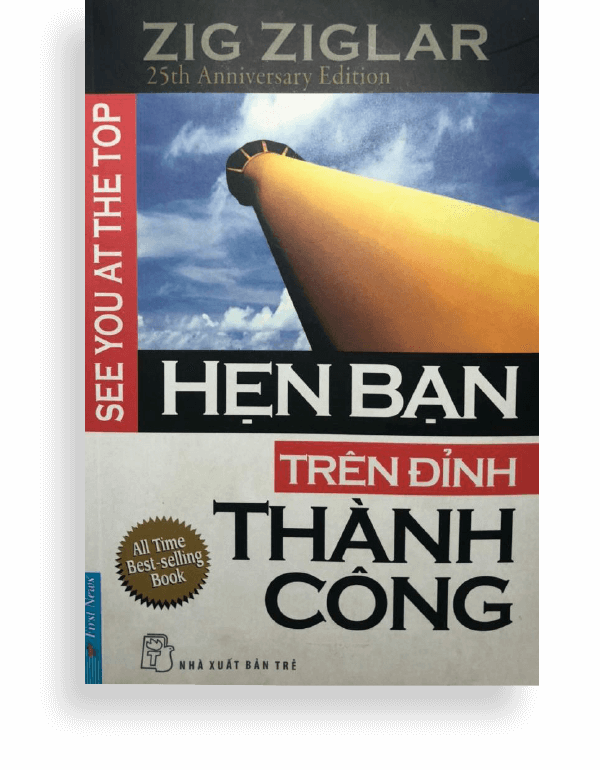 ZIG ZIGLAR
25th Anniversary Edition
SEE YOU AT THE TOP
HẸN BẠN
TRÊN ĐỈNH
THÀNH
CÔNG
All Time
Best-selling
Book
First News
NHÀ XUẤT BẢN TRẺ